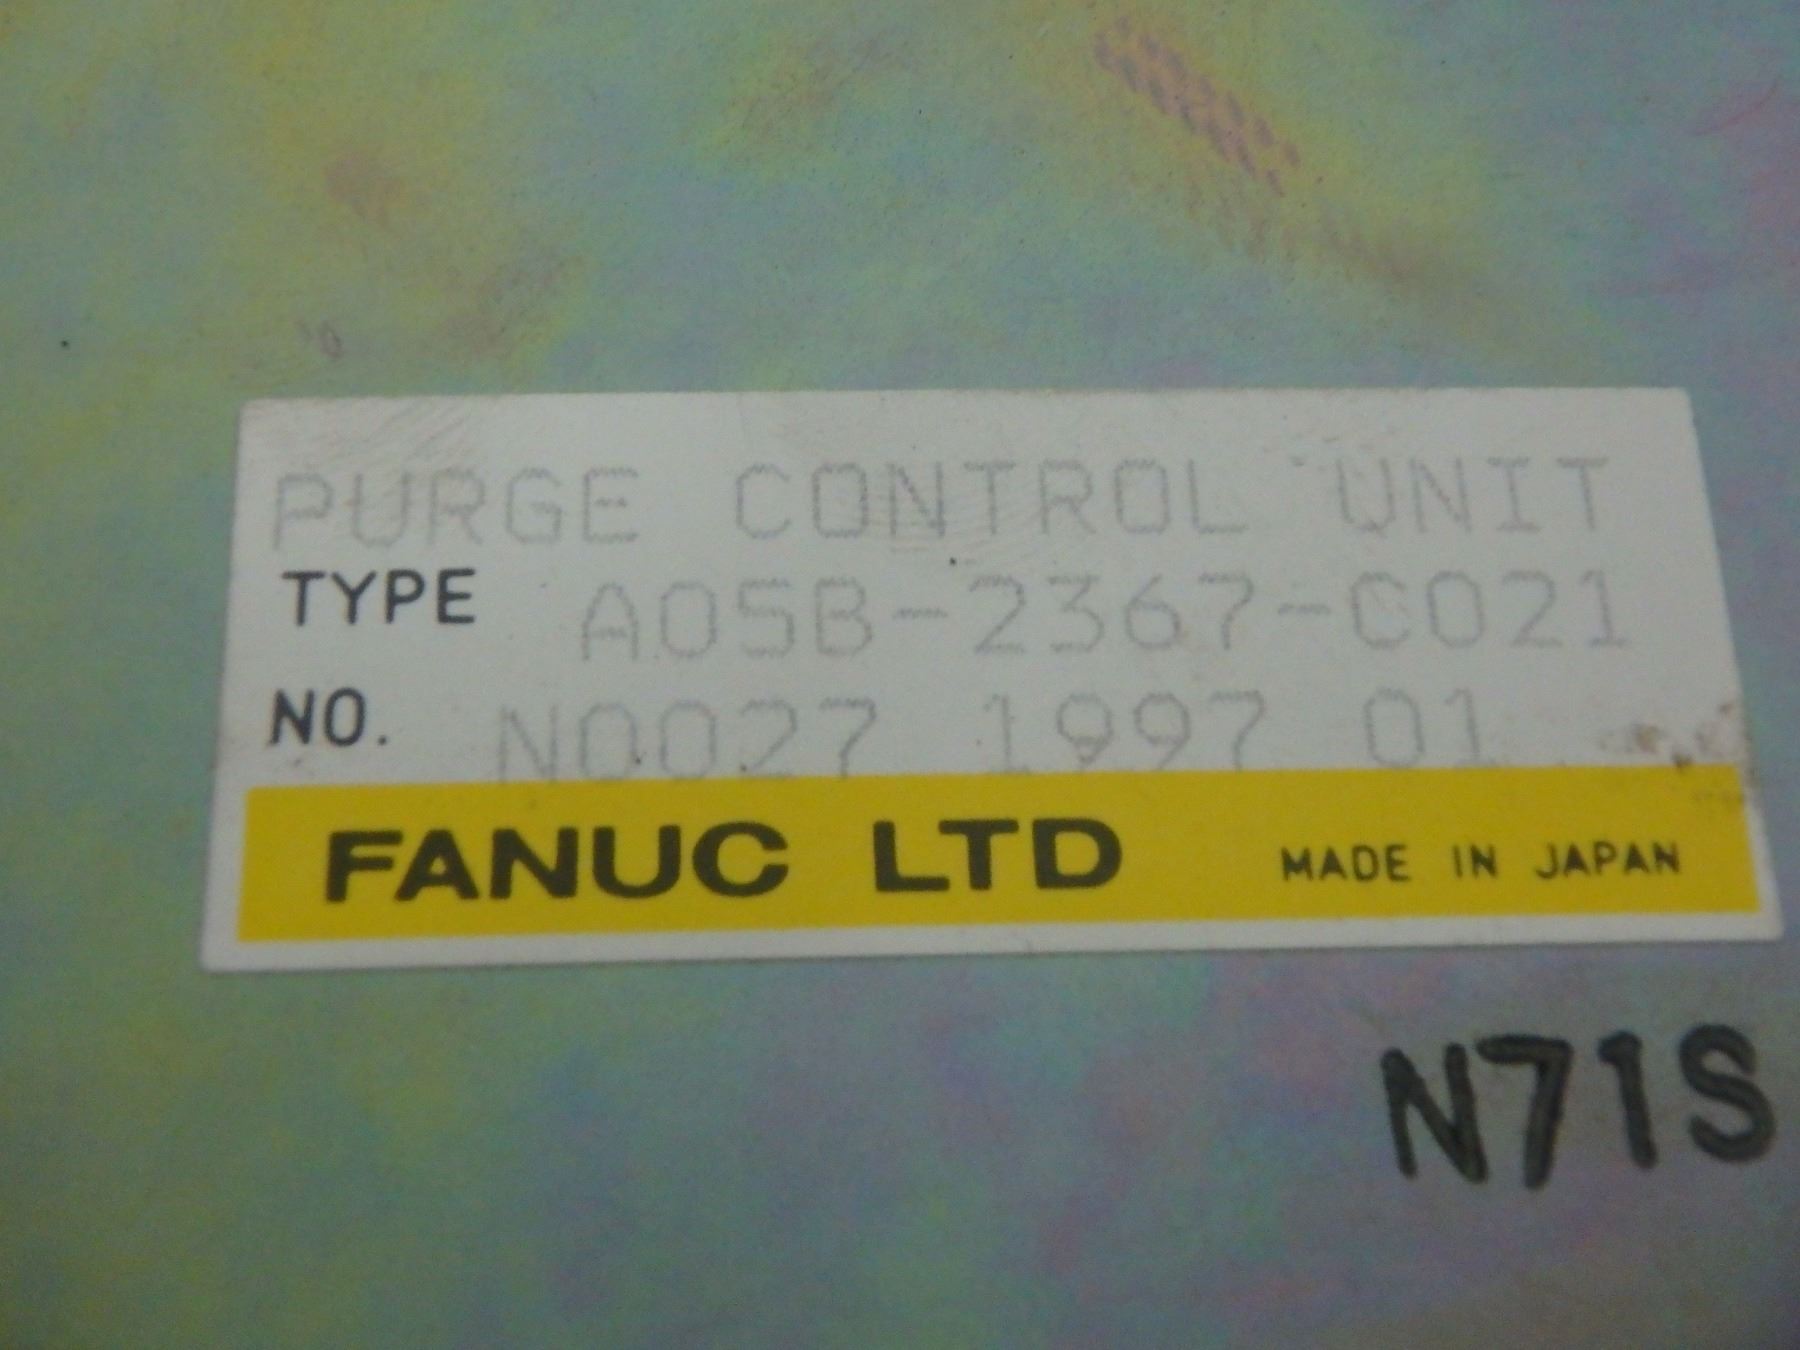 PURGE CONTROL UNIT
TYPE A05B-2367-C021
NO. N0027 1997 01
FANUC LTD MADE IN JAPAN
N71S